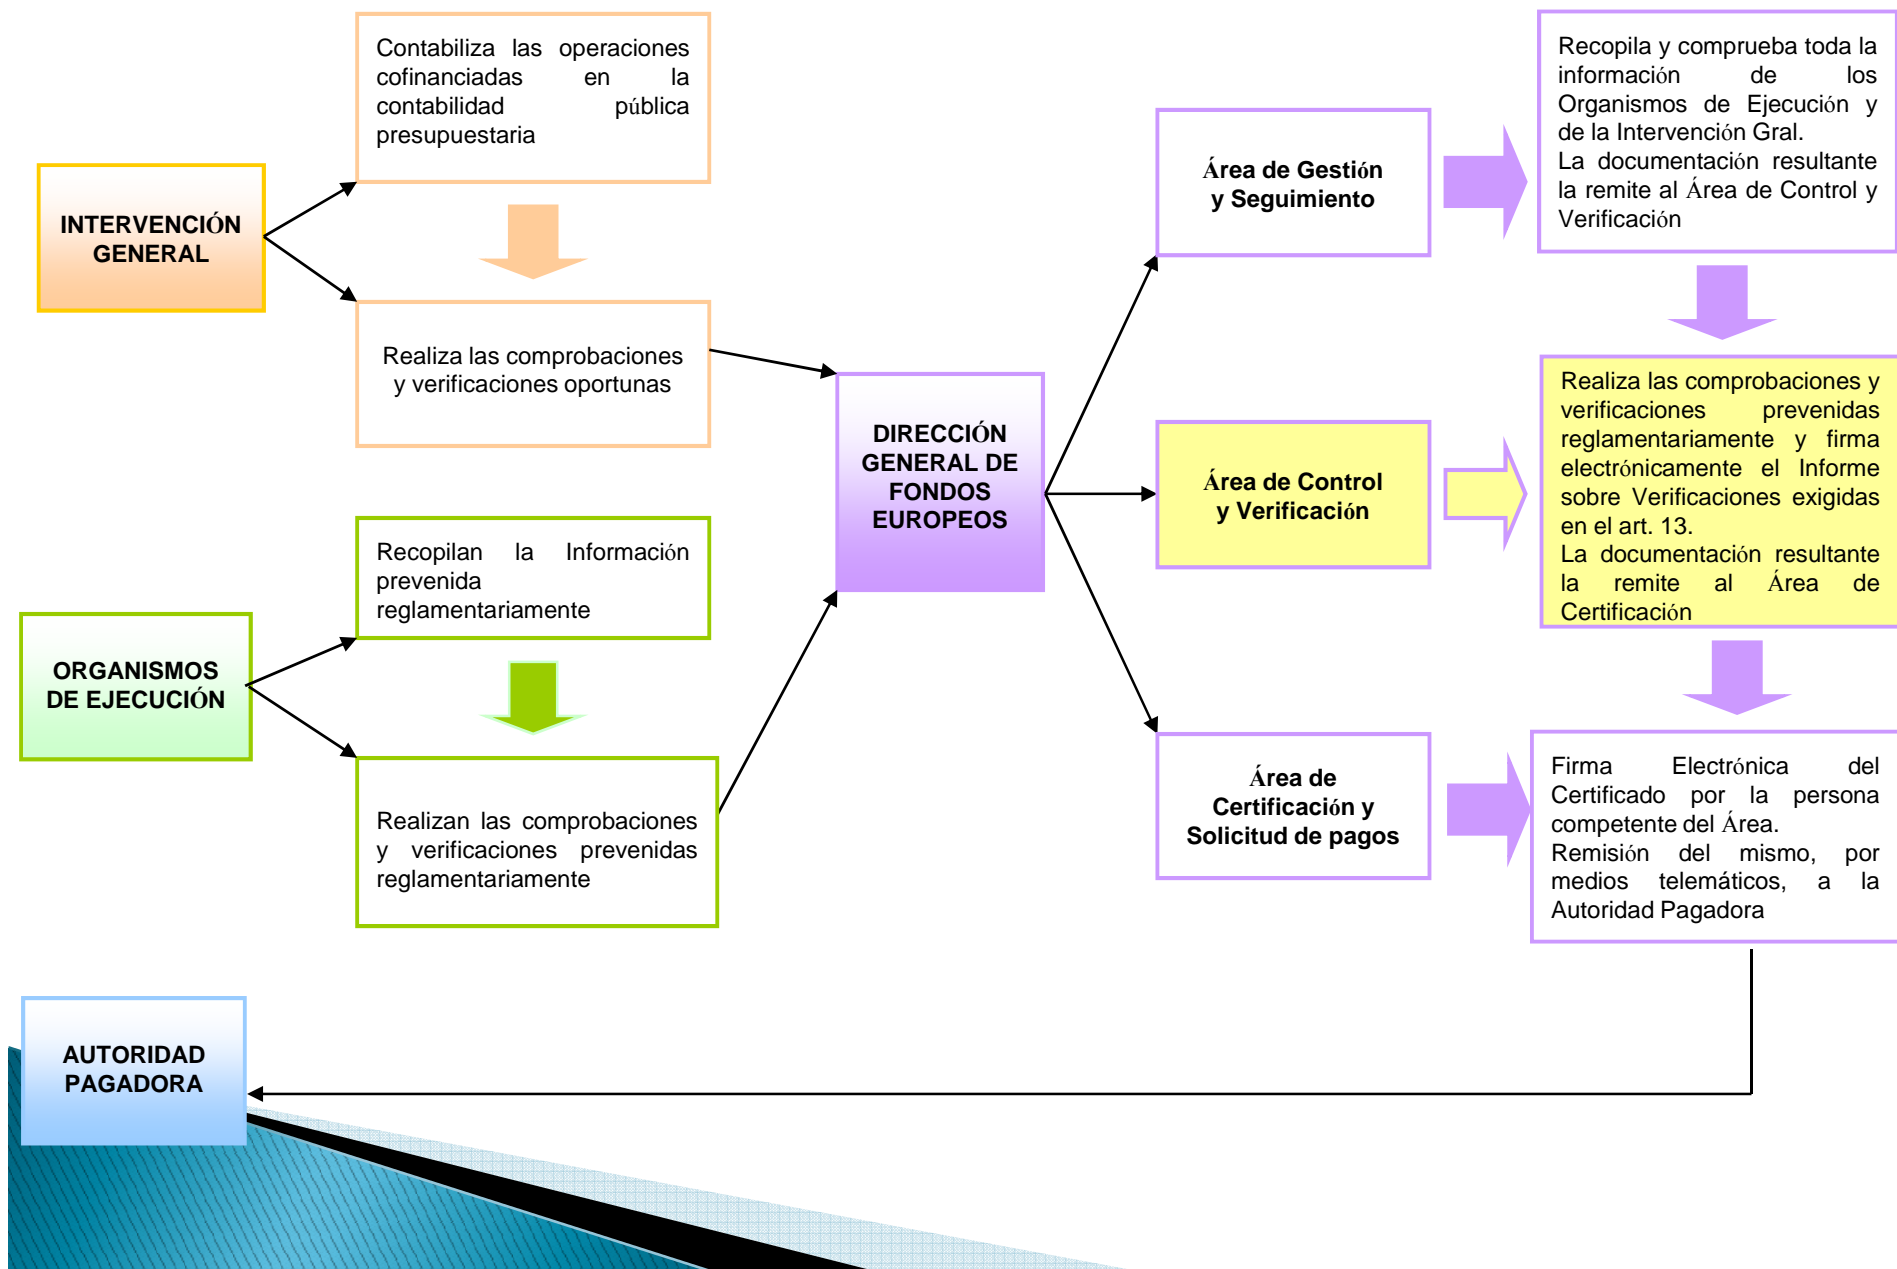 Contabiliza las operaciones
cofinanciadas en la
contabilidad pública
presupuestaria
INTERVENCIÓN
GENERAL
Realiza las comprobaciones
y verificaciones oportunas
Recopilan la Información
prevenida
reglamentariamente
ORGANISMOS
DE EJECUCIÓN
Realizan las comprobaciones
y verificaciones prevenidas
reglamentariamente
DIRECCIÓN
GENERAL DE
FONDOS
EUROPEOS
Área de Gestión
y Seguimiento
Recopila y comprueba toda la
información de los
Organismos de Ejecución y
de la Intervención Gral.
La documentación resultante
la remite al Área de Control y
Verificación
Área de Control
y Verificación
Realiza las comprobaciones y
verificaciones prevenidas
reglamentariamente y firma
electrónicamente el Informe
sobre Verificaciones exigidas
en el art. 13.
La documentación resultante
la remite al Área de
Certificación
Área de
Certificación y
Solicitud de pagos
Firma Electrónica del
Certificado por la persona
competente del Área.
Remisión del mismo, por
medios telemáticos, a la
Autoridad Pagadora
AUTORIDAD
PAGADORA